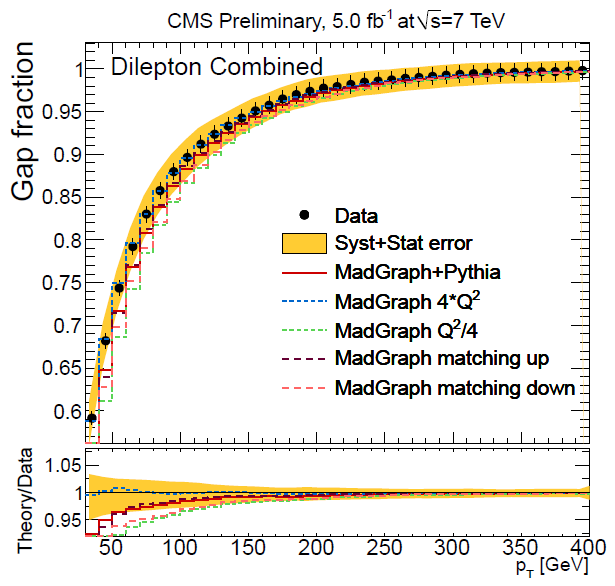 CMS Preliminary, 5.0 fb⁻¹ at √s=7 TeV
Gap fraction
Dilepton Combined
1
0.95
0.9
0.85
0.8
0.75
0.7
0.65
0.6
Data
Syst+Stat error
MadGraph+Pythia
MadGraph 4*Q²
MadGraph Q²/4
MadGraph matching up
MadGraph matching down
Theory/Data
1.05
1
0.95
50 100 150 200 250 300 350 400
p_T [GeV]